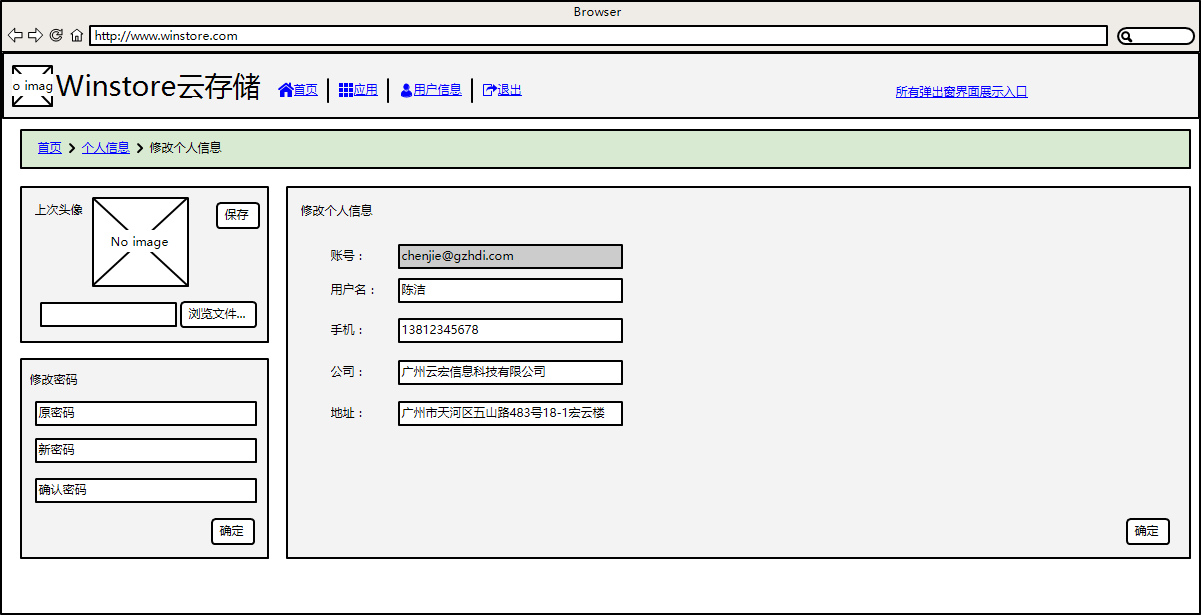 Browser
http://www.winstore.com
o imag
Winstore云存储
首页
应用
用户信息
退出
所有弹出窗界面展示入口
首页 > 个人信息 > 修改个人信息
上次头像
No image
保存
浏览文件...
修改密码
原密码
新密码
确认密码
确定
修改个人信息
账号： chenjie@gzhdi.com
用户名： 陈洁
手机： 13812345678
公司： 广州云宏信息科技有限公司
地址： 广州市天河区五山路483号18-1宏云楼
确定